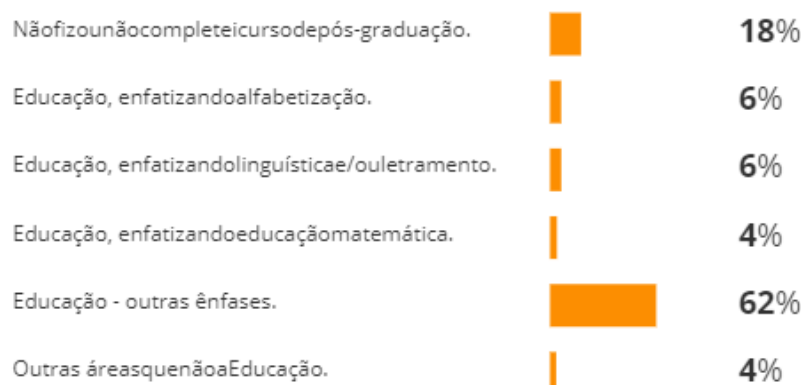 Nãofizounãocompleteicursodepós-graduação. 18%
Educação, enfatizandoalfabetização. 6%
Educação, enfatizandolinguísticae/ouletramento. 6%
Educação, enfatizandoeducaçãomatemática. 4%
Educação - outras ênfases. 62%
Outras áreasquenãoaEducação. 4%